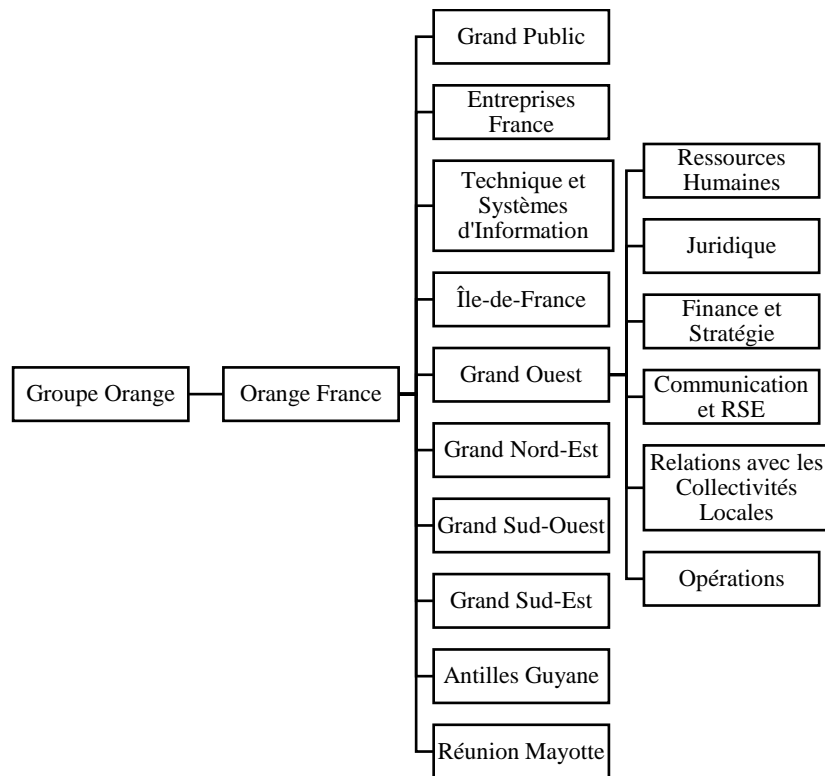 Groupe Orange
Orange France
Grand Public
Entreprises
France
Technique et
Systèmes
d'Information
Île-de-France
Grand Ouest
Grand Nord-Est
Grand Sud-Ouest
Grand Sud-Est
Antilles Guyane
Réunion Mayotte
Ressources
Humaines
Juridique
Finance et
Stratégie
Communication
et RSE
Relations avec les
Collectivités
Locales
Opérations